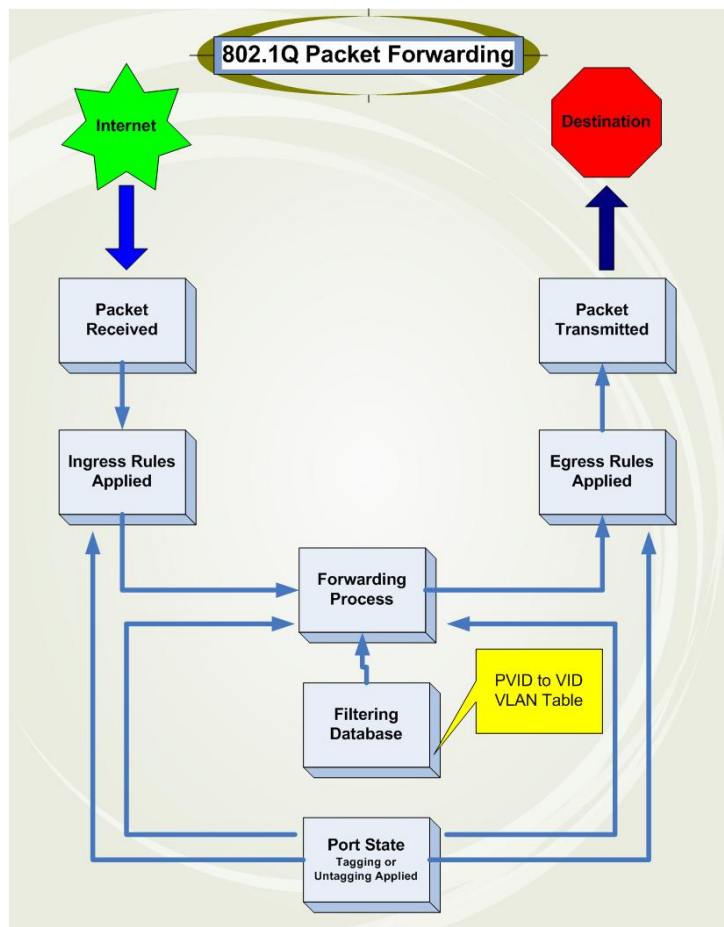 802.1Q Packet Forwarding
Internet
Destination
Packet
Received
Packet
Transmitted
Ingress Rules
Applied
Egress Rules
Applied
Forwarding
Process
Filtering
Database
PVID to VID
VLAN Table
Port State
Tagging or
Untagging Applied